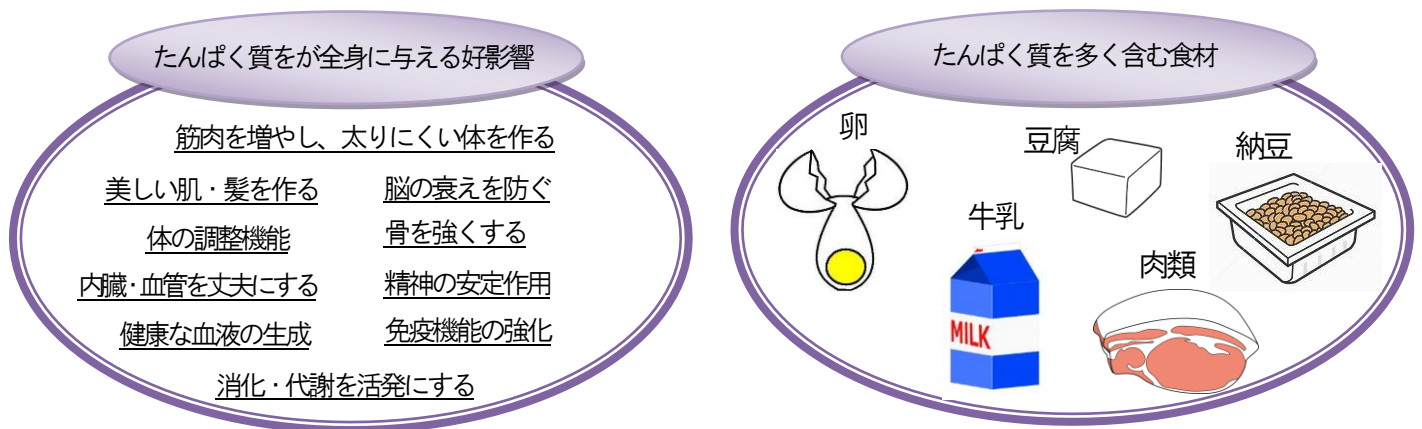 たんぱく質をが全身に与える好影響
筋肉を増やし、太りにくい体を作る
美しい肌・髪を作る
脳の衰えを防ぐ
体の調整機能
骨を強くする
内臓・血管を丈夫にする
精神の安定作用
健康な血液の生成
免疫機能の強化
消化・代謝を活発にする
たんぱく質を多く含む食材
卵
豆腐
納豆
牛乳
肉類
MILK